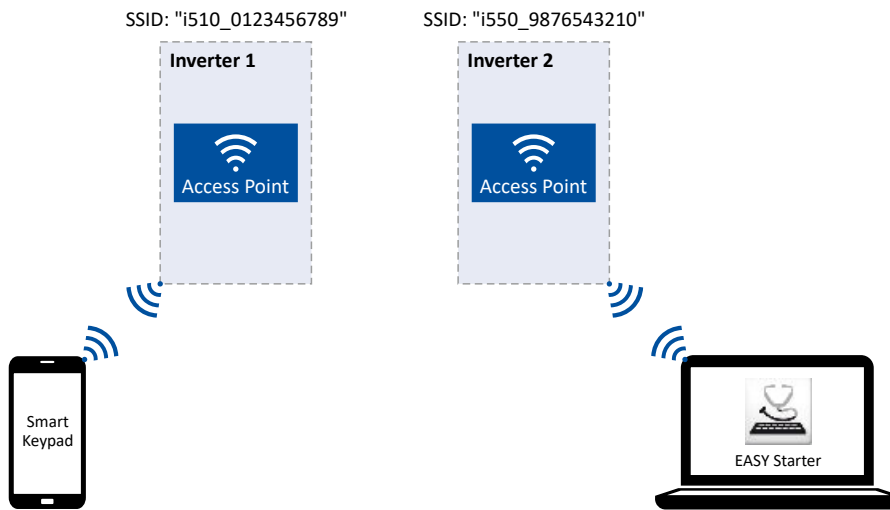 SSID: "i510_0123456789"
SSID: "i550_9876543210"
Inverter 1
Inverter 2
Access Point
Access Point
Smart
Keypad
EASY Starter